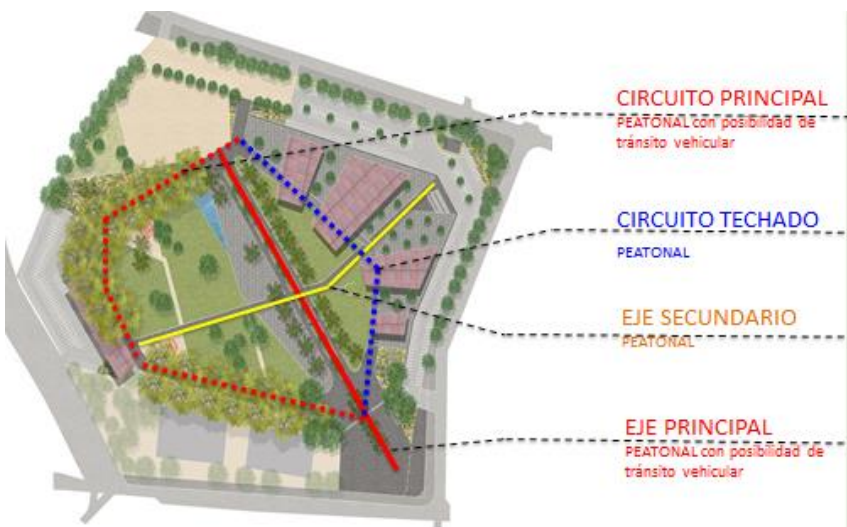 CIRCUITO PRINCIPAL
PEATONAL con posibilidad de
tránsito vehicular
CIRCUITO TECHADO
PEATONAL
EJE SECUNDARIO
PEATONAL
EJE PRINCIPAL
PEATONAL con posibilidad de
tránsito vehicular